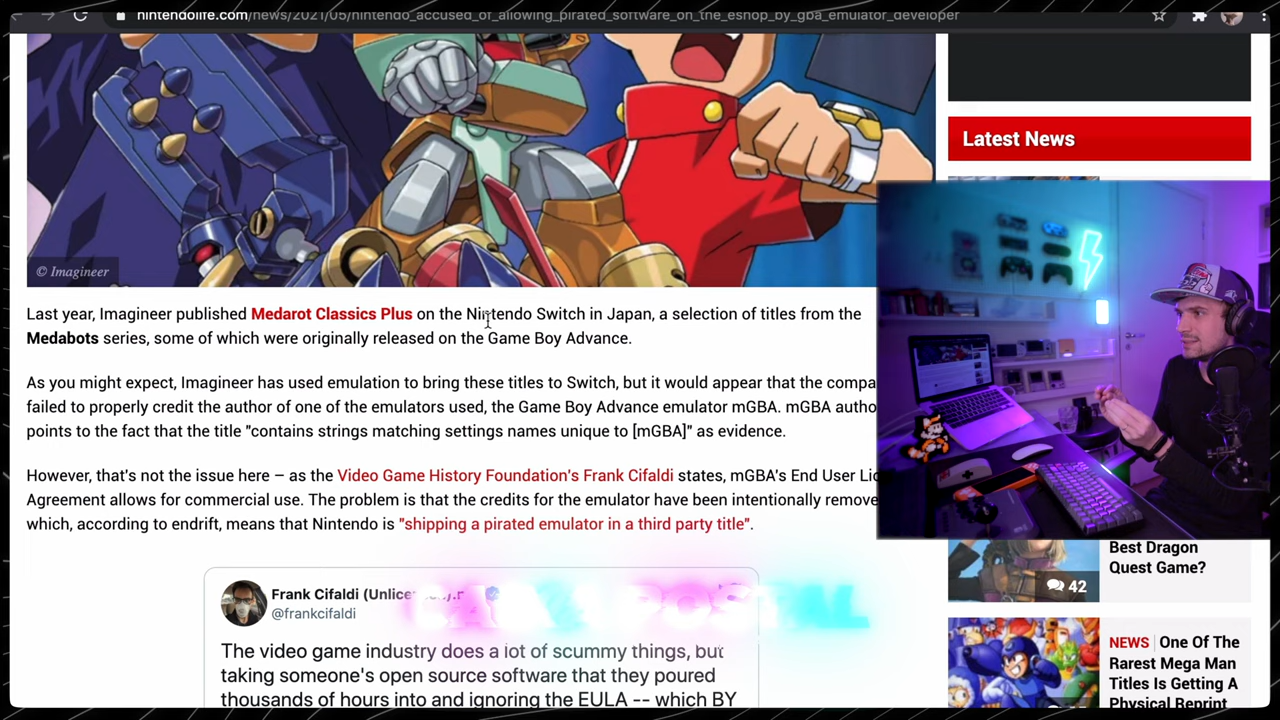 nintendolife.com/news/2021/05/nintendo_accused_of_allowing_pirated_software_on_the_eshop_by_gba_emulator_developer
Latest News
© Imagineer
Last year, Imagineer published Medarot Classics Plus on the Nintendo Switch in Japan, a selection of titles from the
Medabots series, some of which were originally released on the Game Boy Advance.
As you might expect, Imagineer has used emulation to bring these titles to Switch, but it would appear that the compa
failed to properly credit the author of one of the emulators used, the Game Boy Advance emulator mGBA. mGBA autho
points to the fact that the title "contains strings matching settings names unique to [mGBA]" as evidence.
However, that's not the issue here – as the Video Game History Foundation's Frank Cifaldi states, mGBA's End User Lic
Agreement allows for commercial use. The problem is that the credits for the emulator have been intentionally remove
which, according to endrift, means that Nintendo is "shipping a pirated emulator in a third party title".
Frank Cifaldi
@frankcifaldi
The video game industry does a lot of scummy things, but
taking someone's open source software that they poured
thousands of hours into and ignoring the EULA -- which BY
Best Dragon
Quest Game?
42
NEWS One Of The
Rarest Mega Man
Titles Is Getting A
Physical Reprint